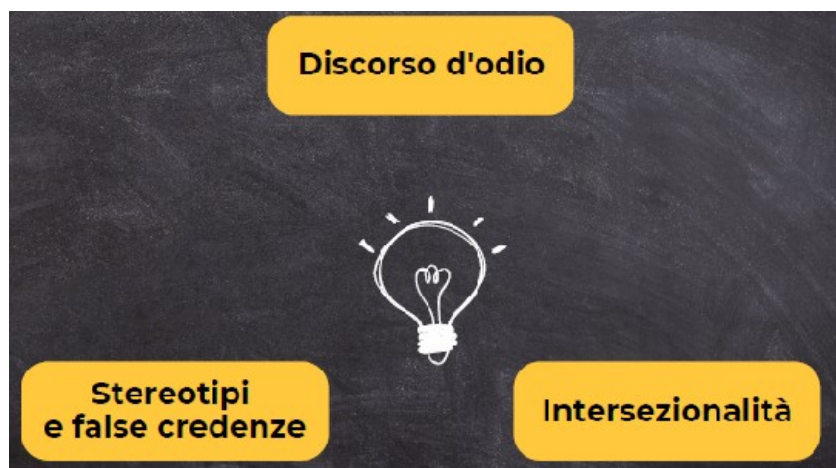 Discorso d'odio
Stereotipi
e false credenze
Intersezionalità